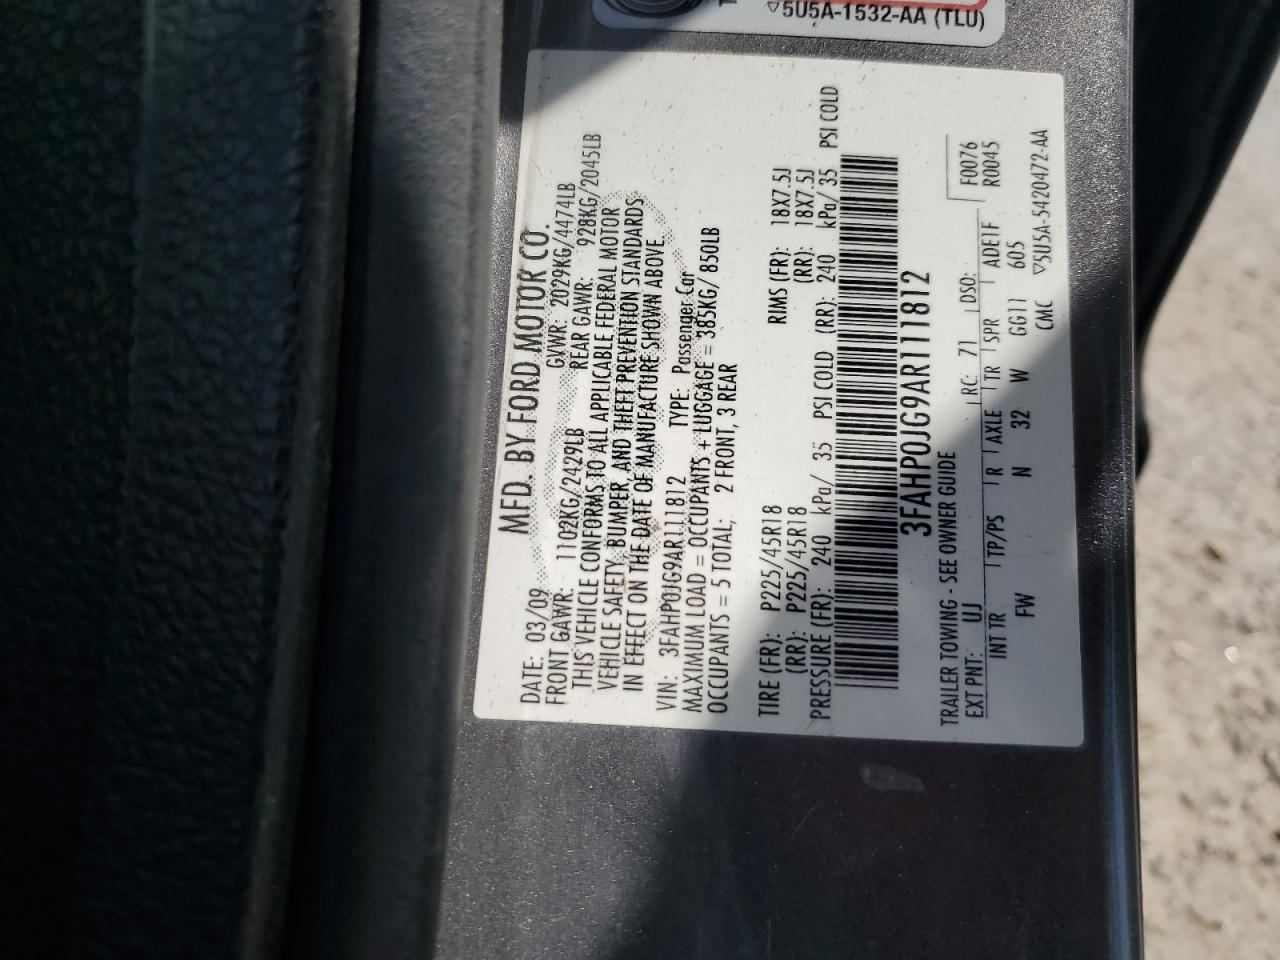 ▽5U5A-1532-AA (TLU)
MFD. BY FORD MOTOR CO.
DATE: 03/09 GVWR: 2029KG/4474LB
FRONT GAWR: 1102KG/2429LB REAR GAWR: 928KG/2045LB
THIS VEHICLE CONFORMS TO ALL APPLICABLE FEDERAL MOTOR
VEHICLE SAFETY, BUMPER, AND THEFT PREVENTION STANDARDS
IN EFFECT ON THE DATE OF MANUFACTURE SHOWN ABOVE.
VIN: 3FAHP0JG9AR111812 TYPE: Passenger Car
MAXIMUM LOAD = OCCUPANTS + LUGGAGE = 385KG/ 850LB
OCCUPANTS = 5 TOTAL; 2 FRONT, 3 REAR
TIRE (FR): P225/45R18 RIMS (FR): 18X7.5J
(RR): P225/45R18 (RR): 18X7.5J
PRESSURE (FR): 240 kPa/ 35 PSI COLD (RR): 240 kPa/ 35 PSI COLD
3FAHP0JG9AR111812
TRAILER TOWING - SEE OWNER GUIDE
F0076
EXT PNT: UJ RC: 71 DSO: R0045
INT TR TP/PS R AXLE TR SPR ADE1F
FW N 32 W GG11 605
CMC ▽5U5A-5420472-AA